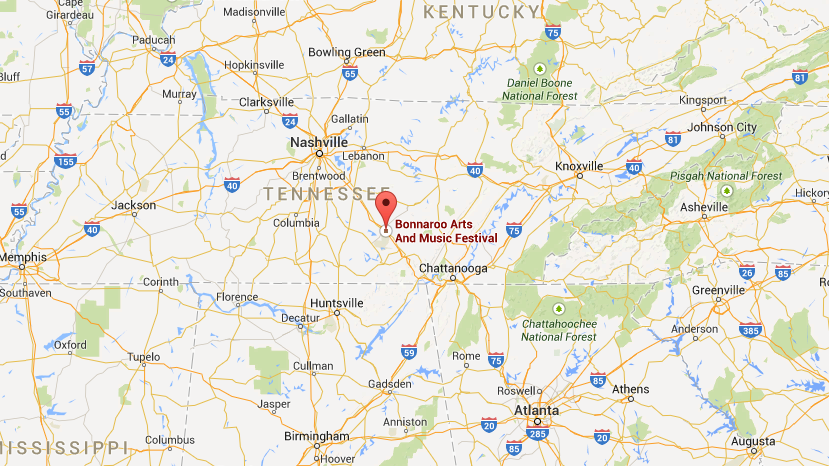 Cape
Girardeau
Madisonville
KENTUCKY
75
Paducah
Bowling Green
24
57
Hopkinsville
65
81
Daniel Boone
National Forest
Bluff
Murray
Clarksville
Kingsport
55
24
Gallatin
Johnson City
Nashville
81
155
Lebanon
40
Knoxville
40
Brentwood
Pisgah National Forest
40
TENNESSEE
Hickory
Jackson
Asheville
55
Columbia
Bonnaroo Arts
And Music Festival
40
75
Memphis
Chattanooga
26
85
Southaven
Corinth
Greenville
Florence
Huntsville
Decatur
Chattahoochee
National Forest
Anderson
385
Oxford
59
Tupelo
Rome
75
Cullman
85
Gadsden
Roswell
Athens
Jasper
Atlanta
Anniston
20
Birmingham
285
20
Columbus
Augusta
MISSISSIPPI
85
Hoover